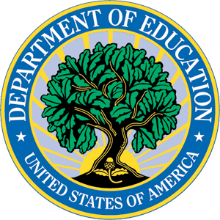 DEPARTMENT OF EDUCATION
UNITED STATES OF AMERICA